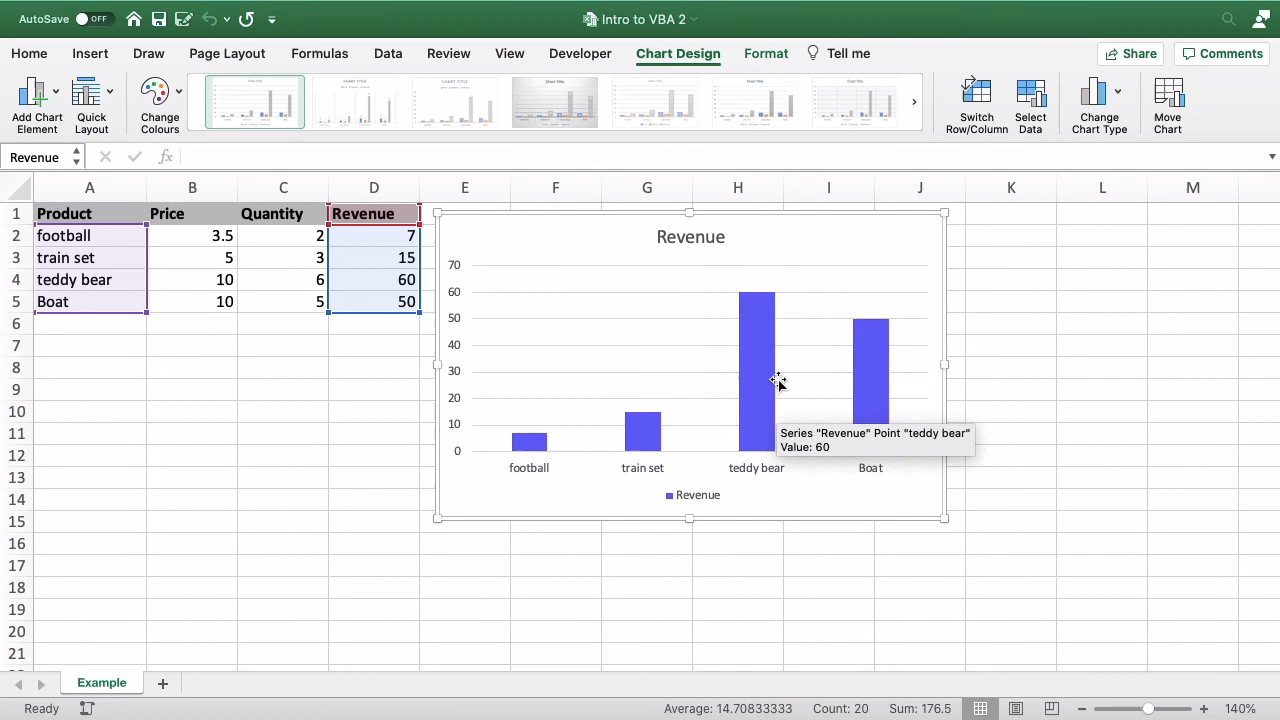 AutoSave OFF
Intro to VBA 2
Home Insert Draw Page Layout Formulas Data Review View Developer Chart Design Format Tell me Share Comments
Add Chart Element
Quick Layout
Change Colours
Switch Row/Column
Select Data
Change Chart Type
Move Chart
Revenue fx
A B C D E F G H I J K L M
1 Product Price Quantity Revenue
2 football 3.5 2 7
3 train set 5 3 15
4 teddy bear 10 6 60
5 Boat 10 5 50
6
7
8
9
10
11
12
13
14
15
16
17
18
19
20
21
Revenue
70
60
50
40
30
20
10
0
football train set teddy bear Boat
Revenue
Series "Revenue" Point "teddy bear"
Value: 60
Example
Ready Average: 14.70833333 Count: 20 Sum: 176.5 140%